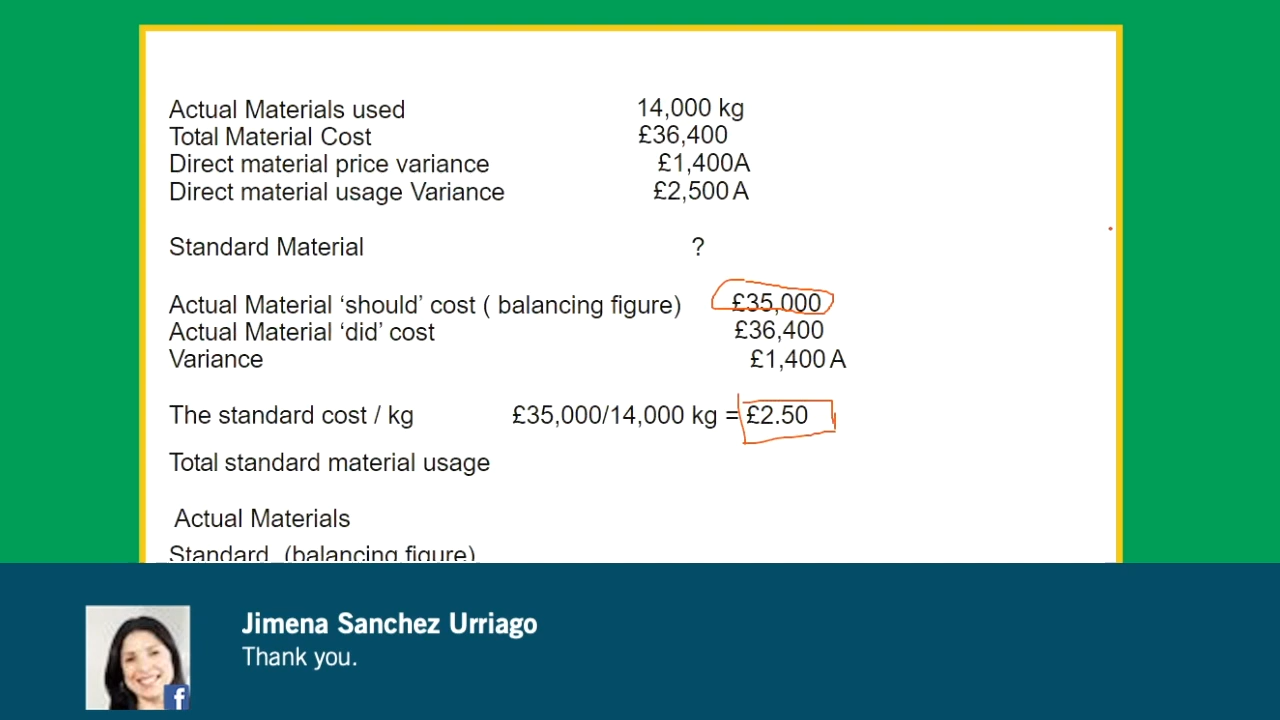 Actual Materials used 14,000 kg
Total Material Cost £36,400
Direct material price variance £1,400A
Direct material usage Variance £2,500 A
Standard Material ?
Actual Material ‘should’ cost ( balancing figure) £35,000
Actual Material ‘did’ cost £36,400
Variance £1,400 A
The standard cost / kg £35,000/14,000 kg = £2.50
Total standard material usage
Actual Materials
Standard (balancing figure)
Jimena Sanchez Urriago
Thank you.
f